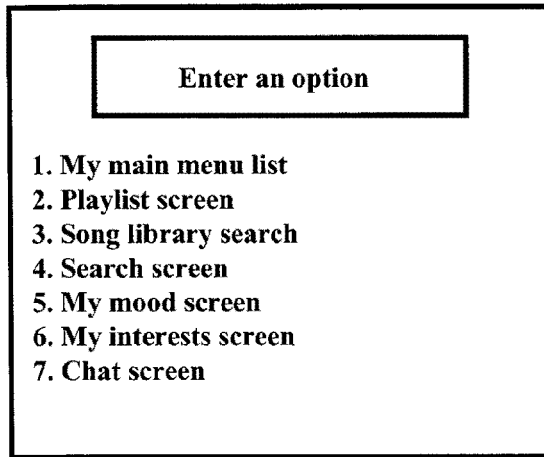 Enter an option
1. My main menu list
2. Playlist screen
3. Song library search
4. Search screen
5. My mood screen
6. My interests screen
7. Chat screen